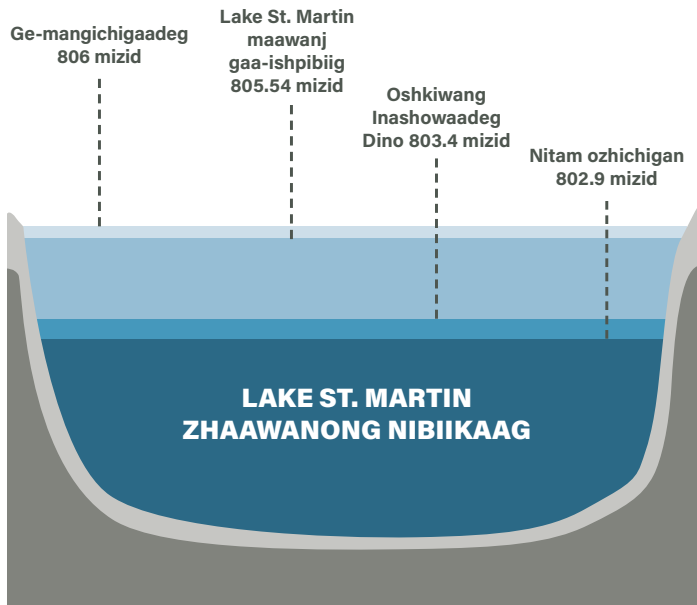 Ge-mangichigaadeg
806 mizid
Lake St. Martin
maawanj
gaa-ishpibiig
805.54 mizid
Oshkiwang
Inashowaadeg
Dino 803.4 mizid
Nitam ozhichigan
802.9 mizid
LAKE ST. MARTIN
ZHAAWANONG NIBIIKAAG